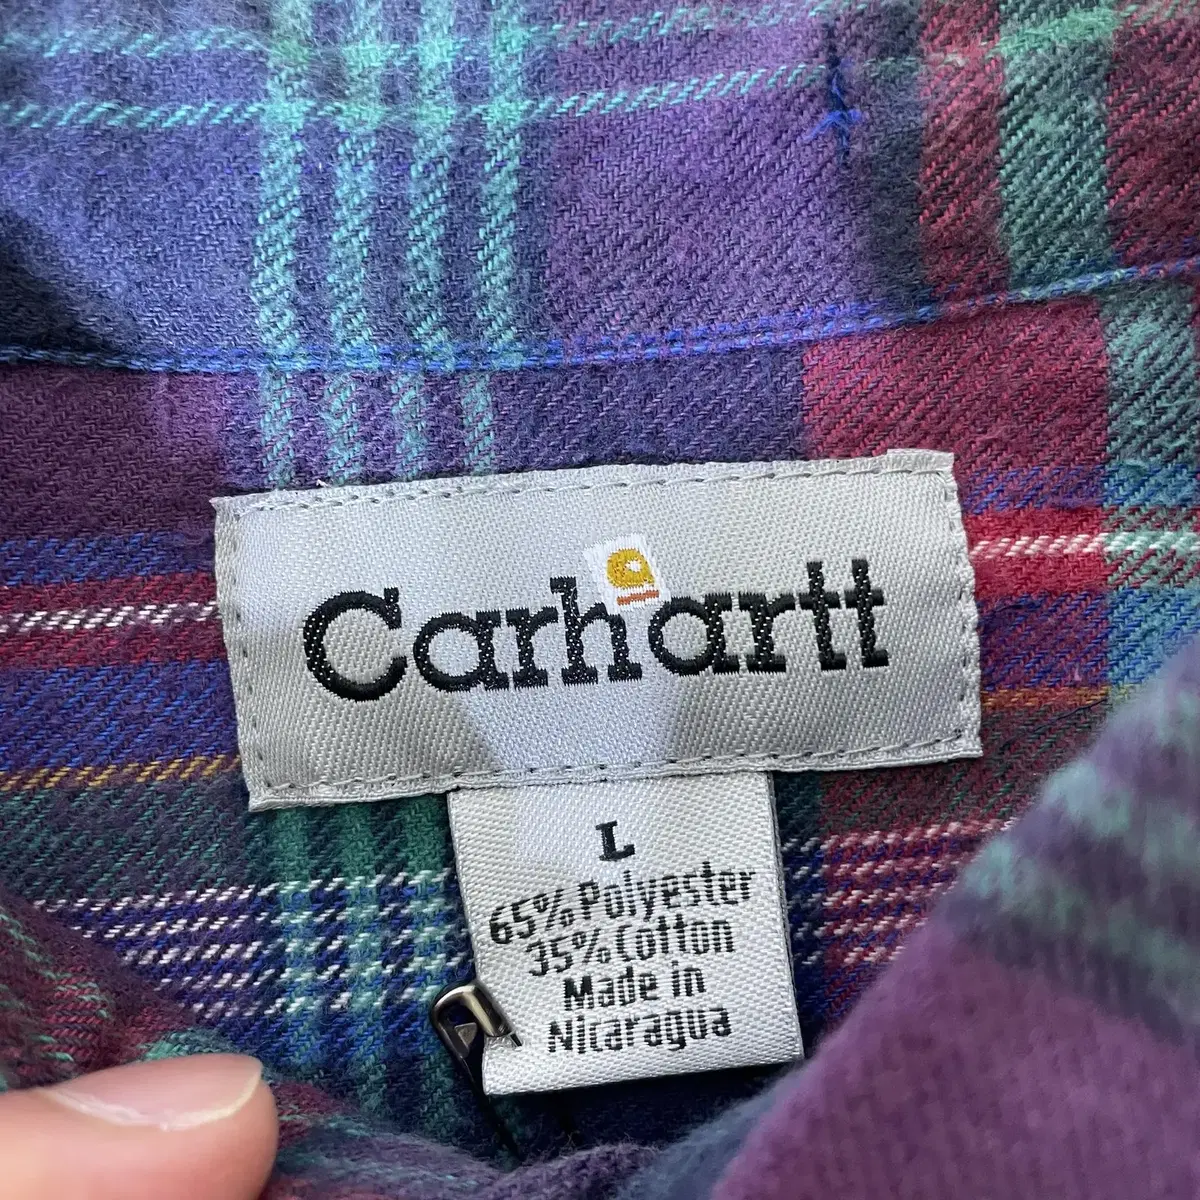 Carhartt
L
65% Polyester
35% Cotton
Made in
Nicaragua